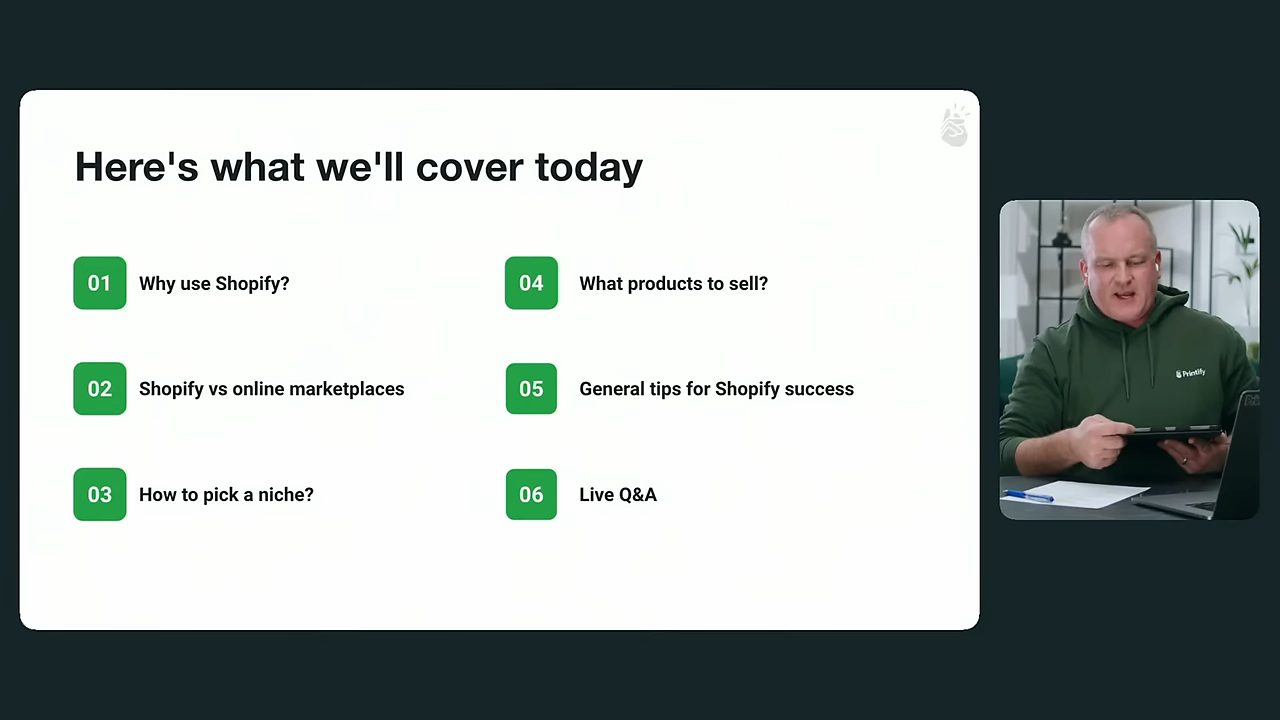 Here's what we'll cover today
01 Why use Shopify?
02 Shopify vs online marketplaces
03 How to pick a niche?
04 What products to sell?
05 General tips for Shopify success
06 Live Q&A
Printify